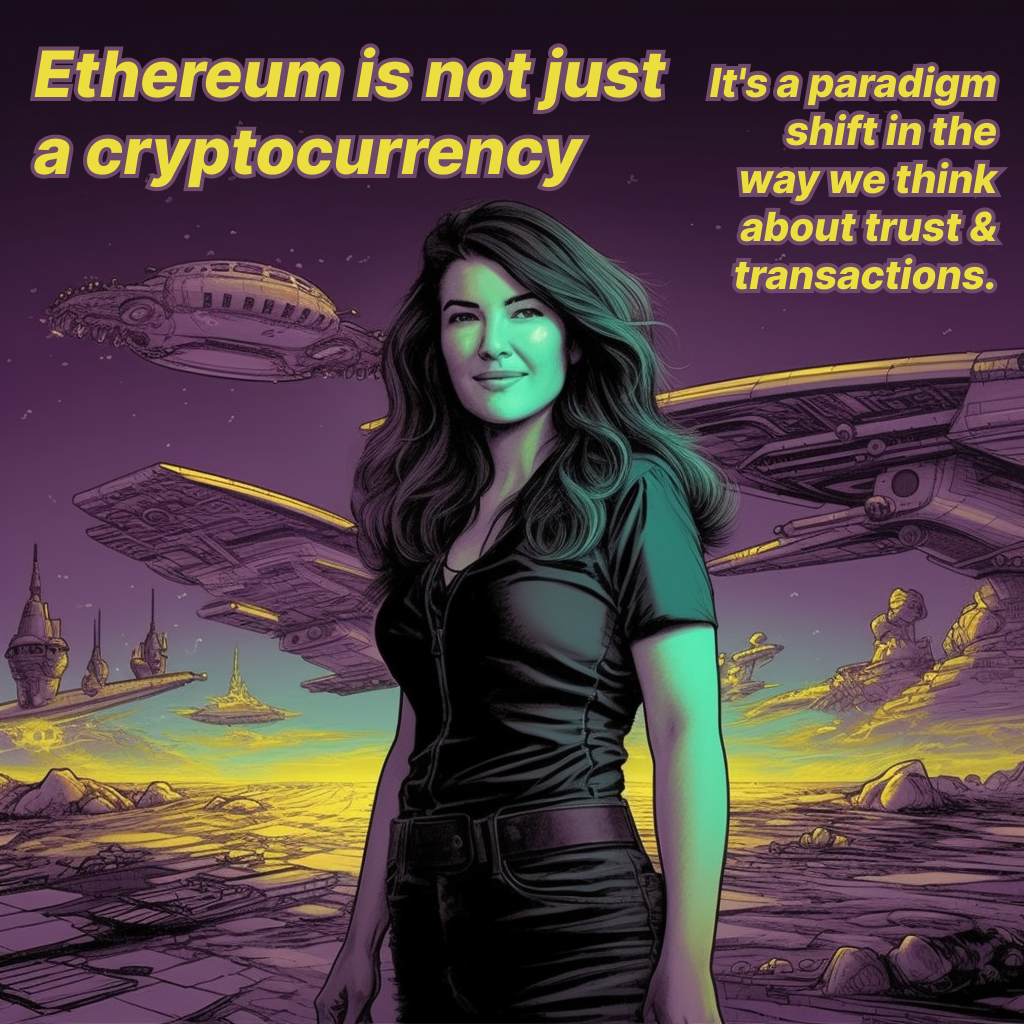 Ethereum is not just
a cryptocurrency
It's a paradigm
shift in the
way we think
about trust &
transactions.